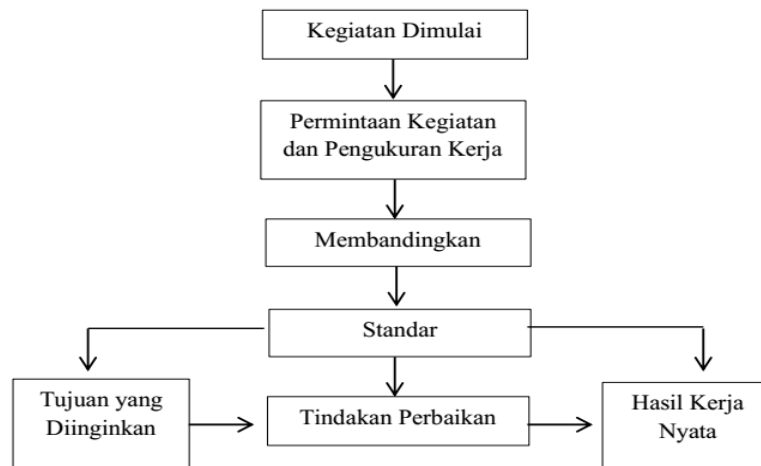 Kegiatan Dimulai
Permintaan Kegiatan
dan Pengukuran Kerja
Membandingkan
Standar
Tujuan yang
Diinginkan
Tindakan Perbaikan
Hasil Kerja
Nyata